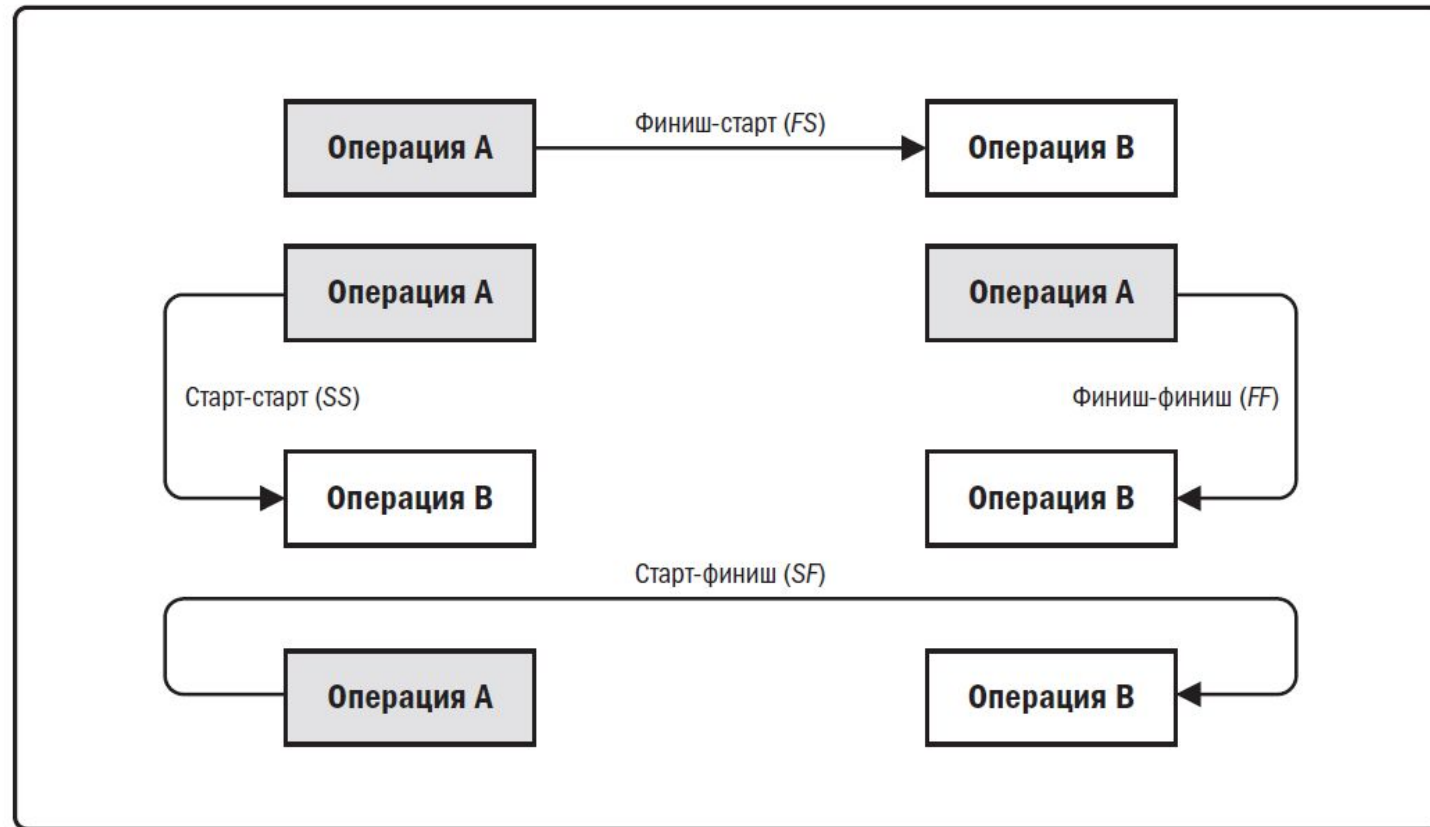 Операция A
Финиш-старт (FS)
Операция B
Операция A
Операция A
Старт-старт (SS)
Финиш-финиш (FF)
Операция B
Операция B
Старт-финиш (SF)
Операция A
Операция B